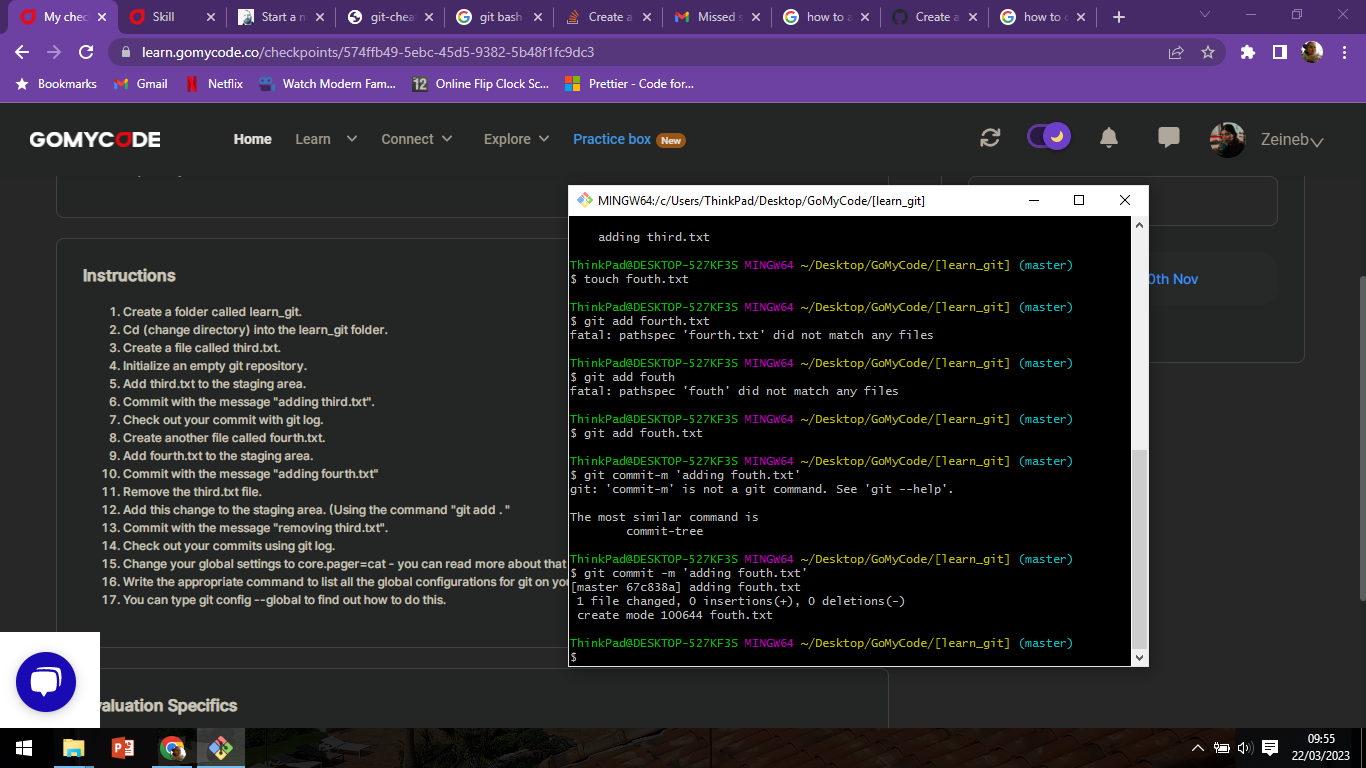 My chec
Skill
Start a n
git-chea
git bash
Create a
Missed s
how to a
Create a
how to c
learn.gomycode.co/checkpoints/574ffb49-5ebc-45d5-9382-5b48f1fc9dc3
Bookmarks
Gmail
Netflix
Watch Modern Fam...
12
Online Flip Clock Sc...
Prettier - Code for...
GOMYCODE
Home
Learn
Connect
Explore
Practice box New
Zeineb
Instructions
1. Create a folder called learn_git.
2. Cd (change directory) into the learn_git folder.
3. Create a file called third.txt.
4. Initialize an empty git repository.
5. Add third.txt to the staging area.
6. Commit with the message "adding third.txt".
7. Check out your commit with git log.
8. Create another file called fourth.txt.
9. Add fourth.txt to the staging area.
10. Commit with the message "adding fourth.txt"
11. Remove the third.txt file.
12. Add this change to the staging area. (Using the command "git add . "
13. Commit with the message "removing third.txt".
14. Check out your commits using git log.
15. Change your global settings to core.pager=cat - you can read more about that
16. Write the appropriate command to list all the global configurations for git on you
17. You can type git config --global to find out how to do this.
valuation Specifics
0th Nov
MINGW64:/c/Users/ThinkPad/Desktop/GoMyCode/[learn_git]
adding third.txt
ThinkPad@DESKTOP-527KF3S MINGW64 ~/Desktop/GoMyCode/[learn_git] (master)
$ touch fouth.txt
ThinkPad@DESKTOP-527KF3S MINGW64 ~/Desktop/GoMyCode/[learn_git] (master)
$ git add fourth.txt
fatal: pathspec 'fourth.txt' did not match any files
ThinkPad@DESKTOP-527KF3S MINGW64 ~/Desktop/GoMyCode/[learn_git] (master)
$ git add fouth
fatal: pathspec 'fouth' did not match any files
ThinkPad@DESKTOP-527KF3S MINGW64 ~/Desktop/GoMyCode/[learn_git] (master)
$ git add fouth.txt
ThinkPad@DESKTOP-527KF3S MINGW64 ~/Desktop/GoMyCode/[learn_git] (master)
$ git commit-m 'adding fouth.txt'
git: 'commit-m' is not a git command. See 'git --help'.
The most similar command is
commit-tree
ThinkPad@DESKTOP-527KF3S MINGW64 ~/Desktop/GoMyCode/[learn_git] (master)
$ git commit -m 'adding fouth.txt'
[master 67c838a] adding fouth.txt
1 file changed, 0 insertions(+), 0 deletions(-)
create mode 100644 fouth.txt
ThinkPad@DESKTOP-527KF3S MINGW64 ~/Desktop/GoMyCode/[learn_git] (master)
$
09:55
22/03/2023